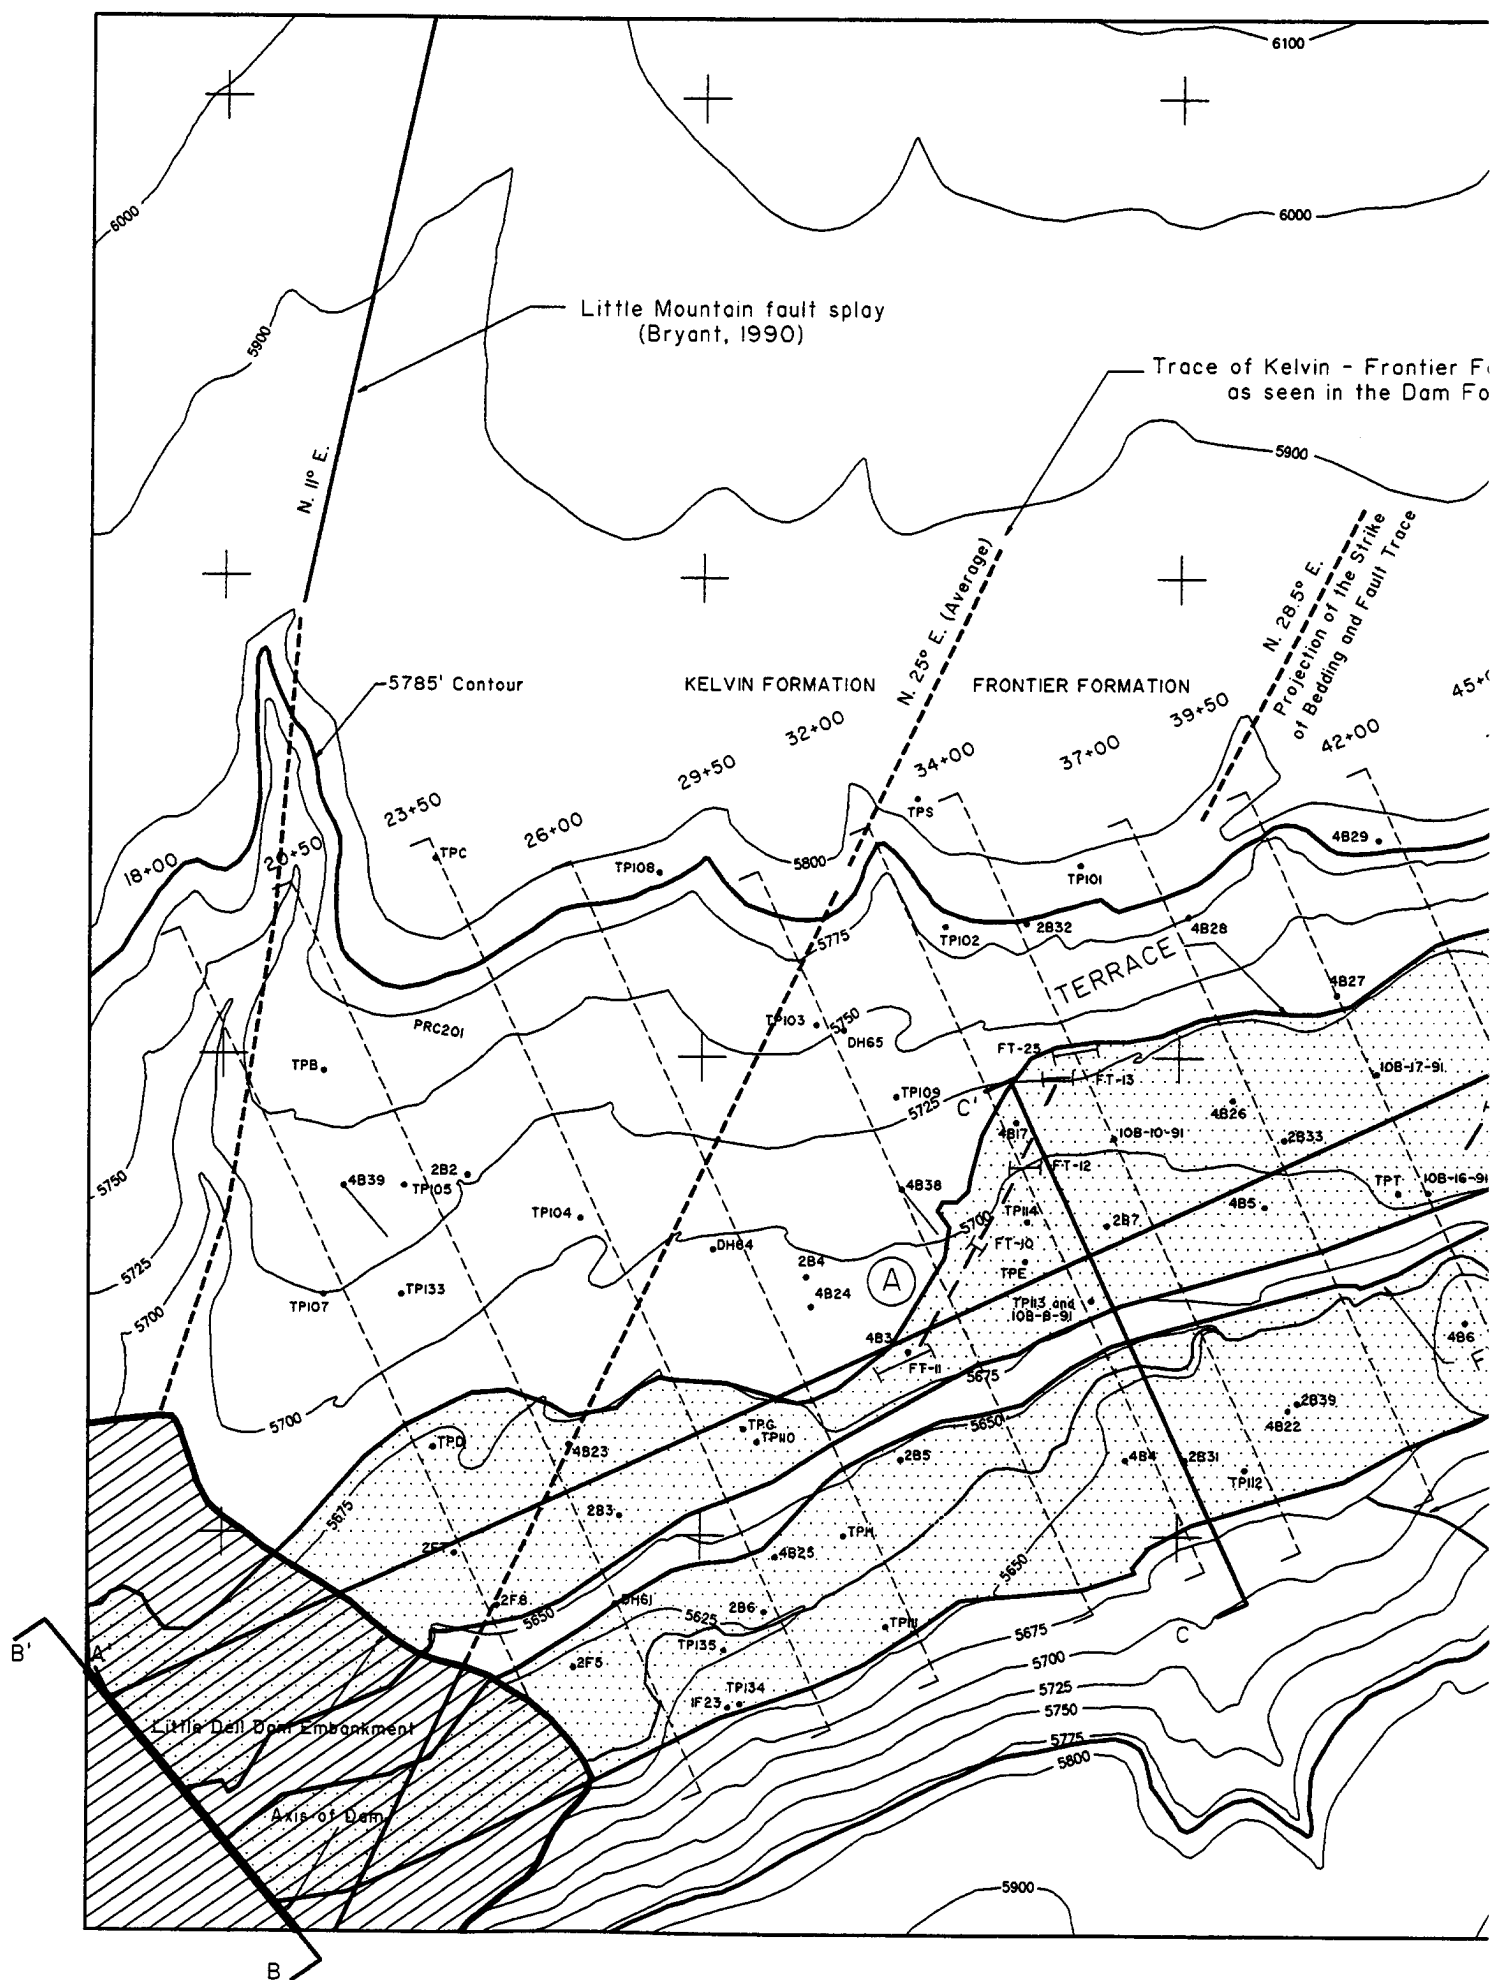 6100
6000
6000
Little Mountain fault splay
(Bryant, 1990)
5900
Trace of Kelvin - Frontier
as seen in the Dam
5900
N. 11° E.
N. 25° E. (Average)
N. 28.5° E.
Projection of the Strike
of Bedding and Fault Trace
5785' Contour
KELVIN FORMATION
FRONTIER FORMATION
18+00
20+50
23+50
26+00
29+50
32+00
34+00
37+00
39+50
42+00
TPS
TPC
TP108
5800
TP101
4B29
5775
TP102
2B32
4B28
TERRACE
4B27
PRC201
TP103
5750
DH65
FT-25
TPB
FT-13
10B-17-91
TP109
5725
C'
4B26
4B17
10B-10-91
2B33
5750
4B39
2B2
TP105
FT-12
4B38
TPT
10B-16-91
TP104
5700
TP114
2B7
4B5
DH64
FT-10
5725
2B4
TPE
4B24
A
TP107
TP133
TP113 and
10B-8-91
5700
4B3
4B6
FT-11
5675
5700
TPG
TP110
5650
2B39
4B22
TPD
4B23
2B5
4B4
2B31
TP112
5675
2B3
TPH
2F7
4B25
5650
2F8
DH61
5650
2B6
5625
TP111
TP135
5675
C
B'
A'
2F5
5700
TP134
1F23
5725
Little Dell Dam Embankment
5750
5775
5800
Axis of Dam
5900
B